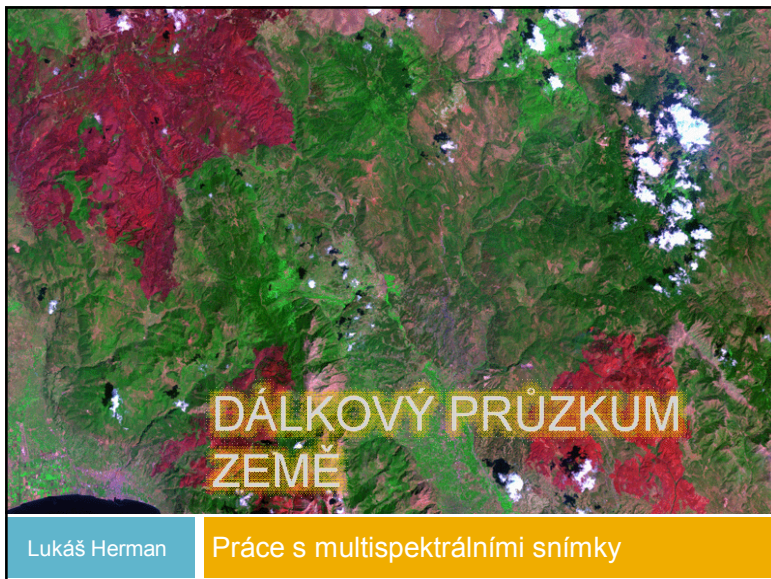 DÁLKOVÝ PRŮZKUM
ZEMĚ
Lukáš Herman
Práce s multispektrálními snímky